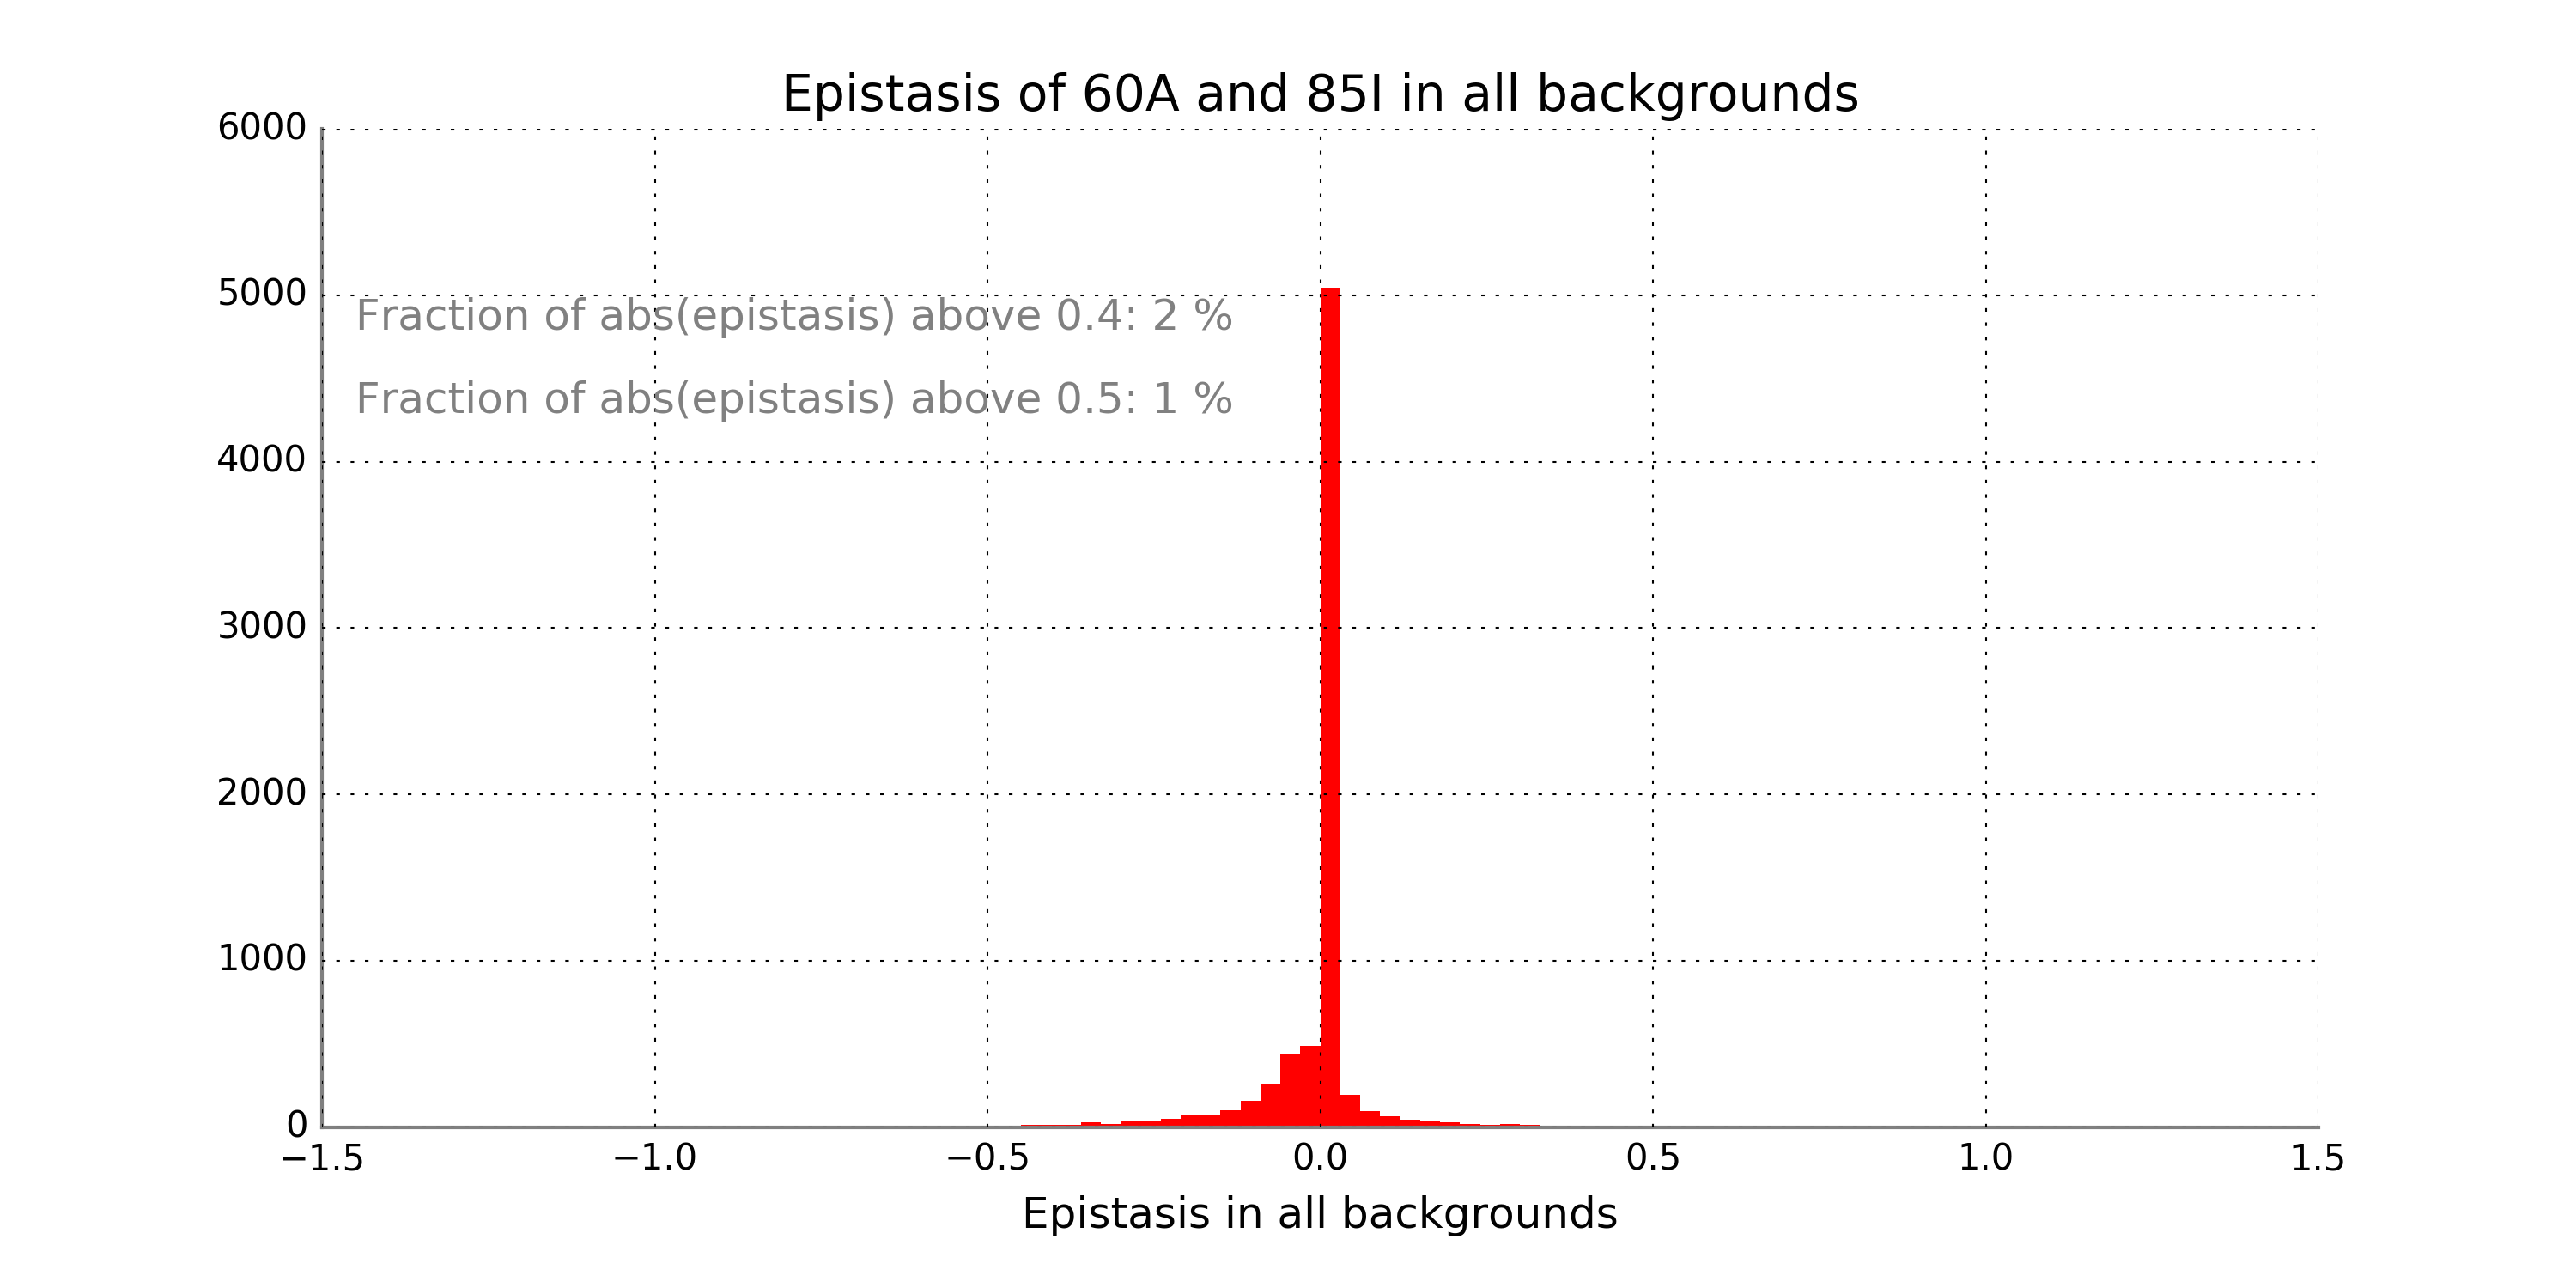 Epistasis of 60A and 85I in all backgrounds
6000
5000
Fraction of abs(epistasis) above 0.4: 2 %
Fraction of abs(epistasis) above 0.5: 1 %
4000
3000
2000
1000
0
−1.5 −1.0 −0.5 0.0 0.5 1.0 1.5
Epistasis in all backgrounds